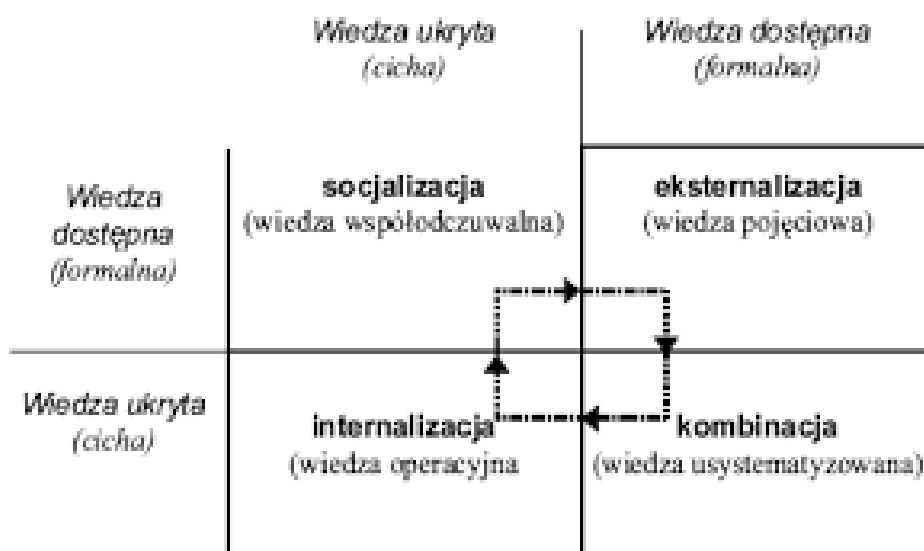 Wiedza ukryta
(cicha)
Wiedza dostępna
(formalna)
Wiedza
dostępna
(formalna)
socjalizacja
(wiedza współodczuwalna)
eksternalizacja
(wiedza pojęciowa)
Wiedza ukryta
(cicha)
internalizacja
(wiedza operacyjna
kombinacja
(wiedza usystematyzowana)